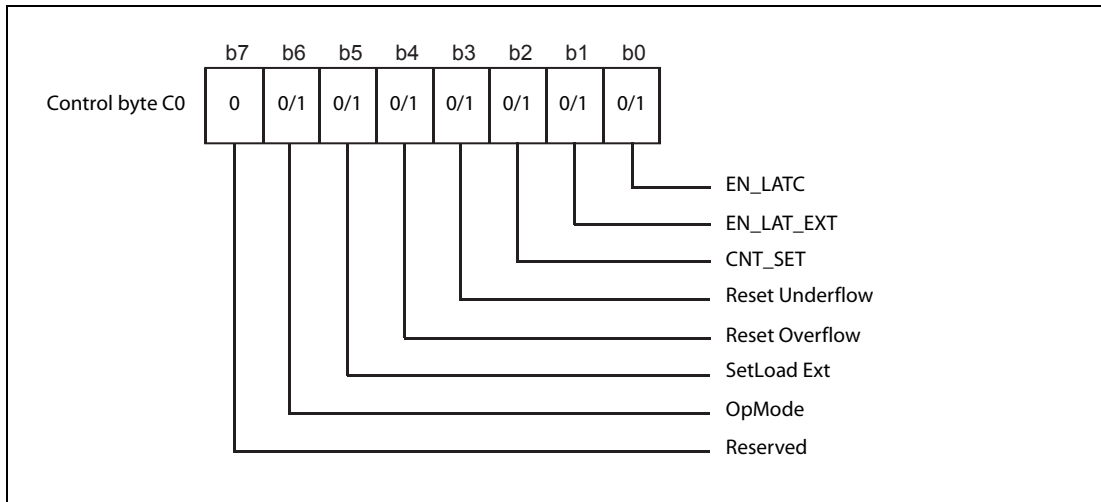 b7 b6 b5 b4 b3 b2 b1 b0
Control byte C0 0 0/1 0/1 0/1 0/1 0/1 0/1 0/1
EN_LATC
EN_LAT_EXT
CNT_SET
Reset Underflow
Reset Overflow
SetLoad Ext
OpMode
Reserved